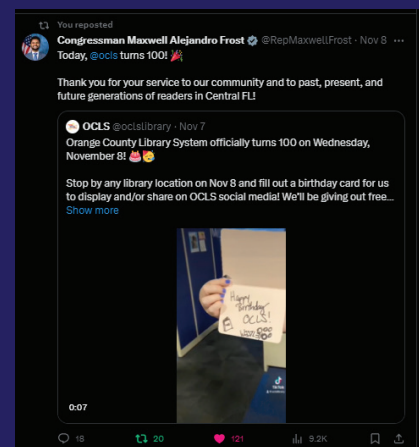 You reposted
Congressman Maxwell Alejandro Frost @RepMaxwellFrost · Nov 8 ···
Today, @ocls turns 100! 🎉
Thank you for your service to our community and to past, present, and
future generations of readers in Central FL!
OCLS @oclslibrary · Nov 7
Orange County Library System officially turns 100 on Wednesday,
November 8! 🎂🥳
Stop by any library location on Nov 8 and fill out a birthday card for us
to display and/or share on OCLS social media! We'll be giving out free...
Show more
Happy
Birthday
OCLS!
TikTok
0:07
18 20 121 9.2K